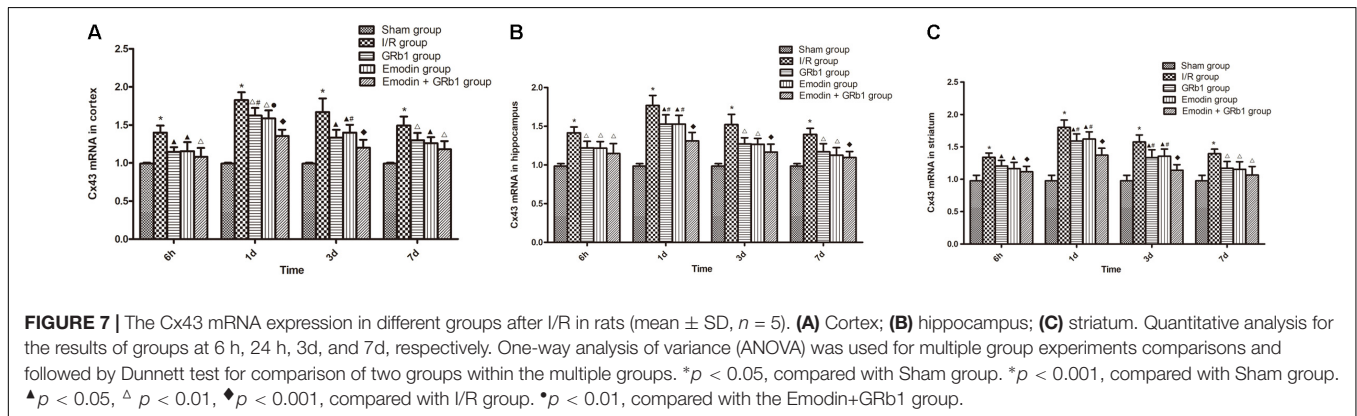 A
Sham group
I/R group
GRb1 group
Emodin group
Emodin + GRb1 group
Cx43 mRNA in cortex
2.5
2.0
1.5
1.0
0.5
0.0
*
▲
▲
△
*
△#
△●
◆
*
▲
▲#
◆
*
△
▲
△
6h
1d
3d
7d
Time
B
Sham group
I/R group
GRb1 group
Emodin group
Emodin + GRb1 group
Cx43 mRNA in hippocampus
2.5
2.0
1.5
1.0
0.5
0.0
*
△
△
△
*
▲#
▲#
◆
*
△
△
◆
*
△
△
◆
6h
1d
3d
7d
Time
C
Sham group
I/R group
GRb1 group
Emodin group
Emodin + GRb1 group
Cx43 mRNA in striatum
2.5
2.0
1.5
1.0
0.5
0.0
*
▲
▲
◆
*
▲#
▲#
◆
*
▲#
▲#
◆
*
△
△
△
6h
1d
3d
7d
Time
FIGURE 7 | The Cx43 mRNA expression in different groups after I/R in rats (mean ± SD, n = 5). (A) Cortex; (B) hippocampus; (C) striatum. Quantitative analysis for
the results of groups at 6 h, 24 h, 3d, and 7d, respectively. One-way analysis of variance (ANOVA) was used for multiple group experiments comparisons and
followed by Dunnett test for comparison of two groups within the multiple groups. *p < 0.05, compared with Sham group. *p < 0.001, compared with Sham group.
▲p < 0.05, △ p < 0.01, ◆p < 0.001, compared with I/R group. •p < 0.01, compared with the Emodin+GRb1 group.